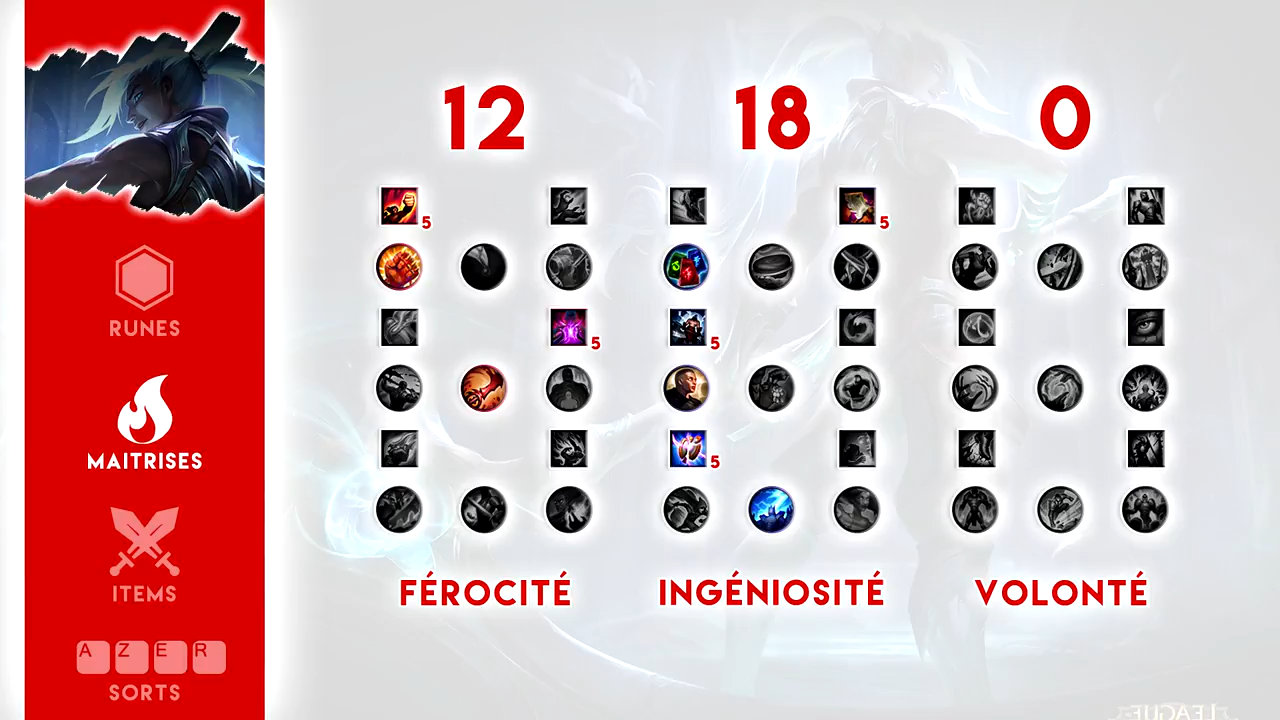 12 18 0
5 5
5 5
5
RUNES
MAITRISES
ITEMS
A Z E R
SORTS
FÉROCITÉ INGÉNIOSITÉ VOLONTÉ